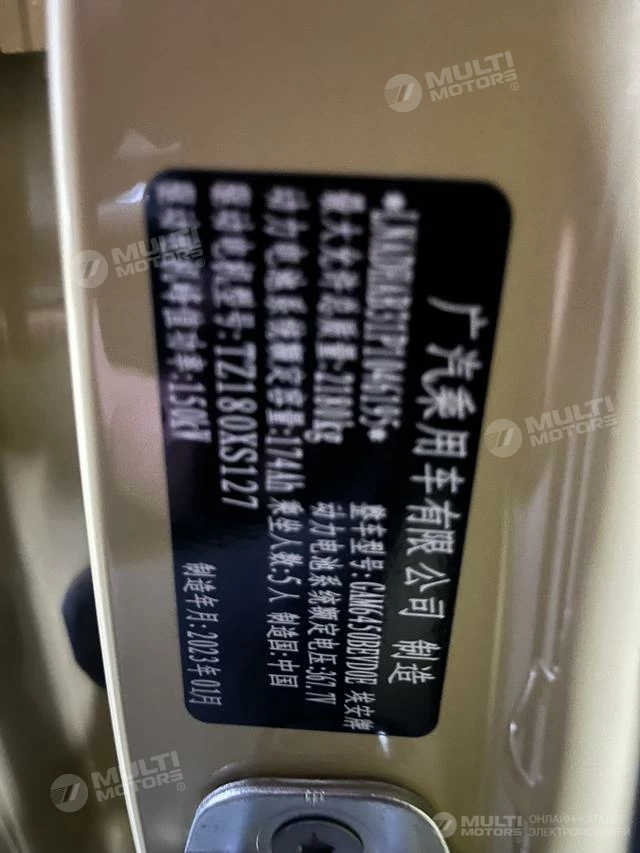 广汽乘用车有限公司 制造
整车型号:GAM6450BEVD0E 埃安牌
最大允许总质量:2180kg 动力电池系统额定电压:367.7V
动力电池系统额定容量:174Ah 乘坐人数:5人 制造国:中国
驱动电机型号:TZ180XS127
驱动电机峰值功率:150kW 制造年月:2023年01月
MULTI MOTORS®
MULTI MOTORS®
MULTI MOTORS®
MULTI MOTORS®
MULTI MOTORS®
ОНЛАЙН-КАТАЛОГ
ЭЛЕКТРОМОБИЛЕЙ